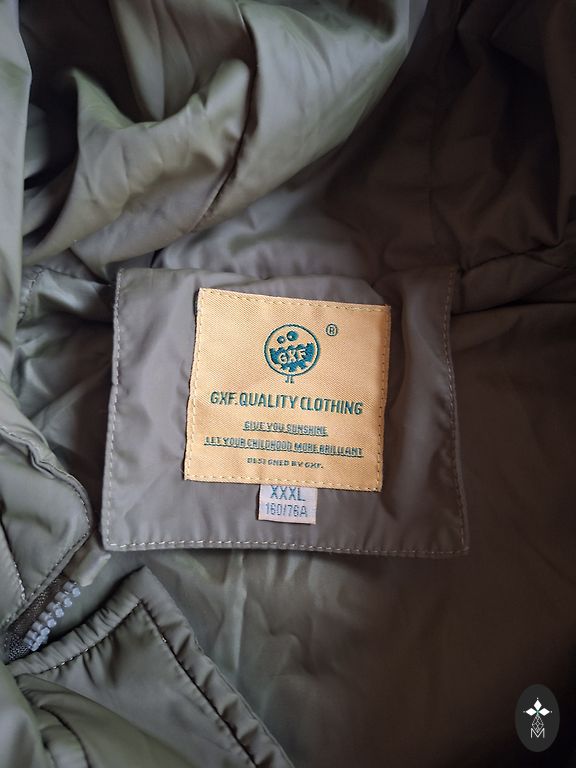 GXF
®
GXF.QUALITY CLOTHING
GIVE YOU SUNSHINE
LET YOUR CHILDHOOD MORE BRILLIANT
DESIGNED BY GXF.
XXXL
160/76A
M